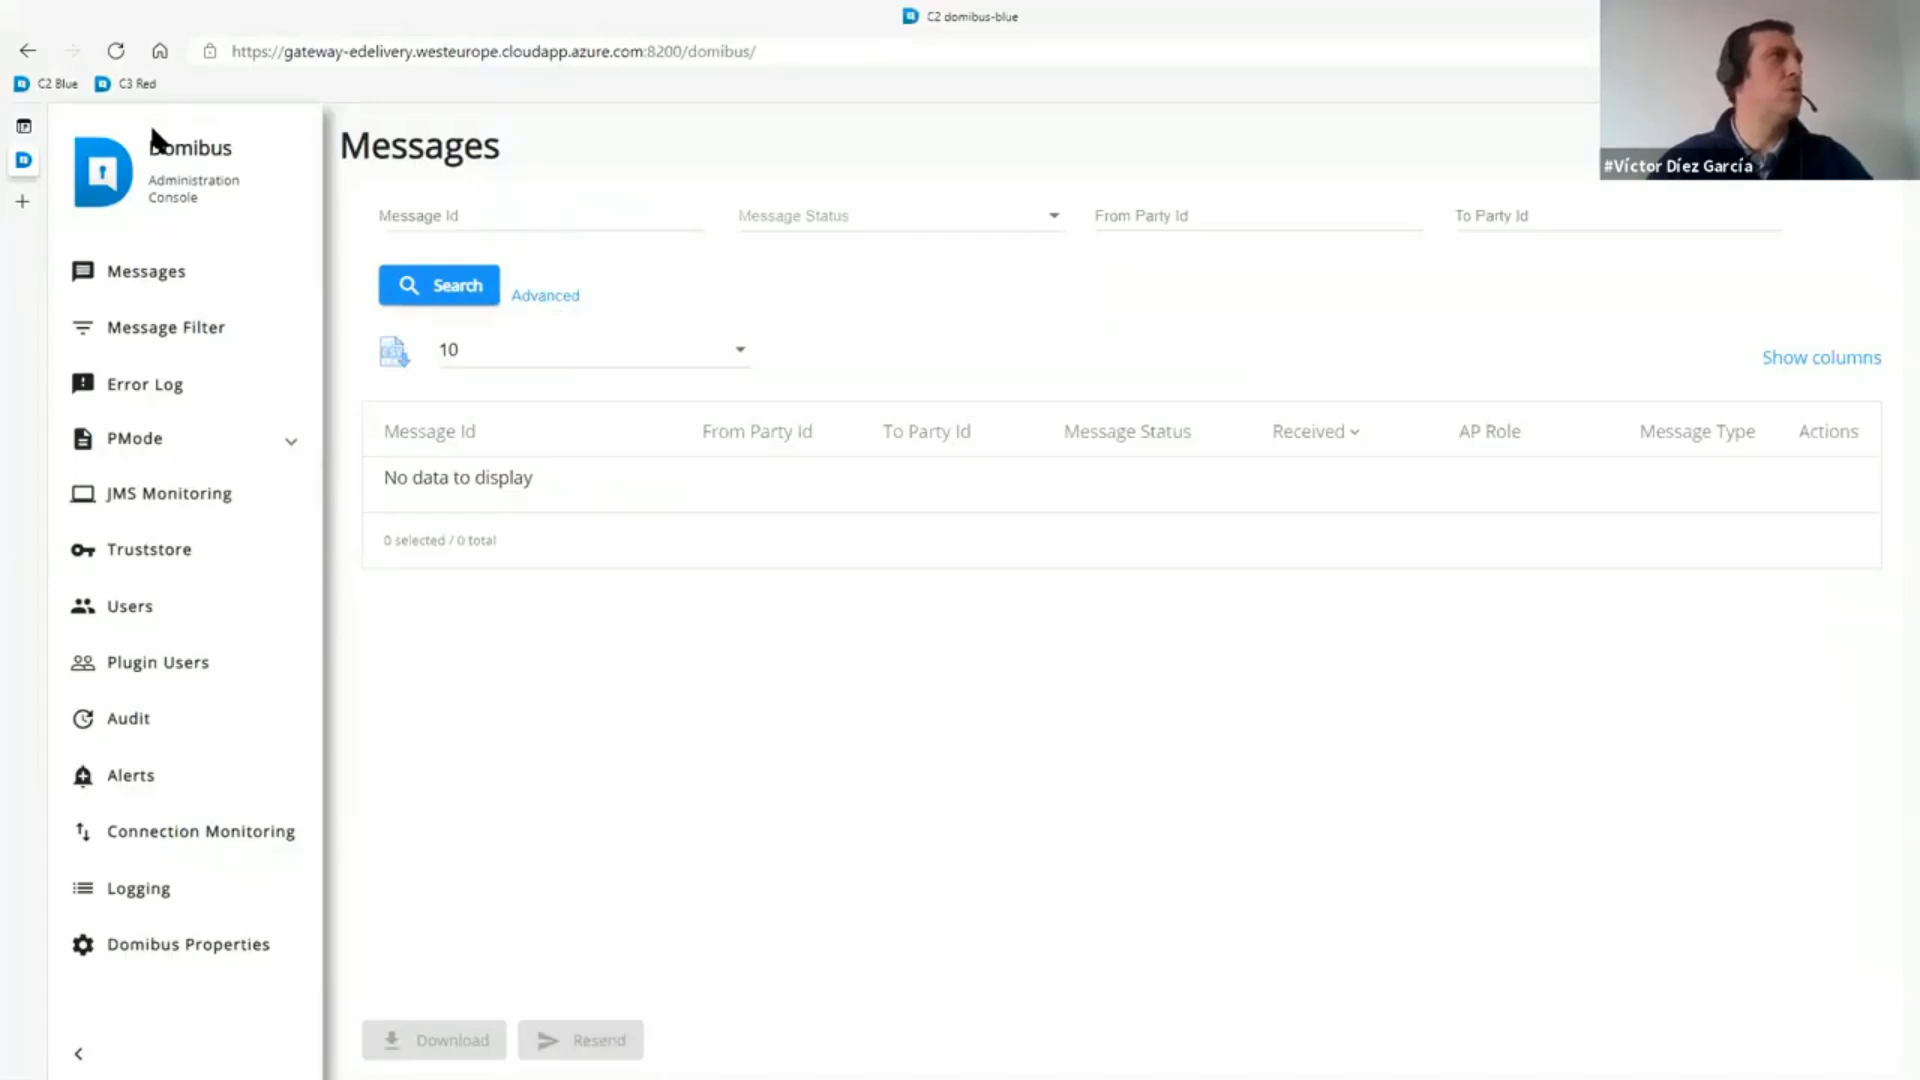 C2 domibus-blue
https://gateway-edelivery.westeurope.cloudapp.azure.com:8200/domibus/
C2 Blue C3 Red
#Víctor Díez García
Domibus
Administration
Console
Messages
Message Filter
Error Log
PMode
JMS Monitoring
Truststore
Users
Plugin Users
Audit
Alerts
Connection Monitoring
Logging
Domibus Properties
Messages
Message Id Message Status From Party Id To Party Id
Search Advanced
10
Show columns
Message Id From Party Id To Party Id Message Status Received AP Role Message Type Actions
No data to display
0 selected / 0 total
Download Resend